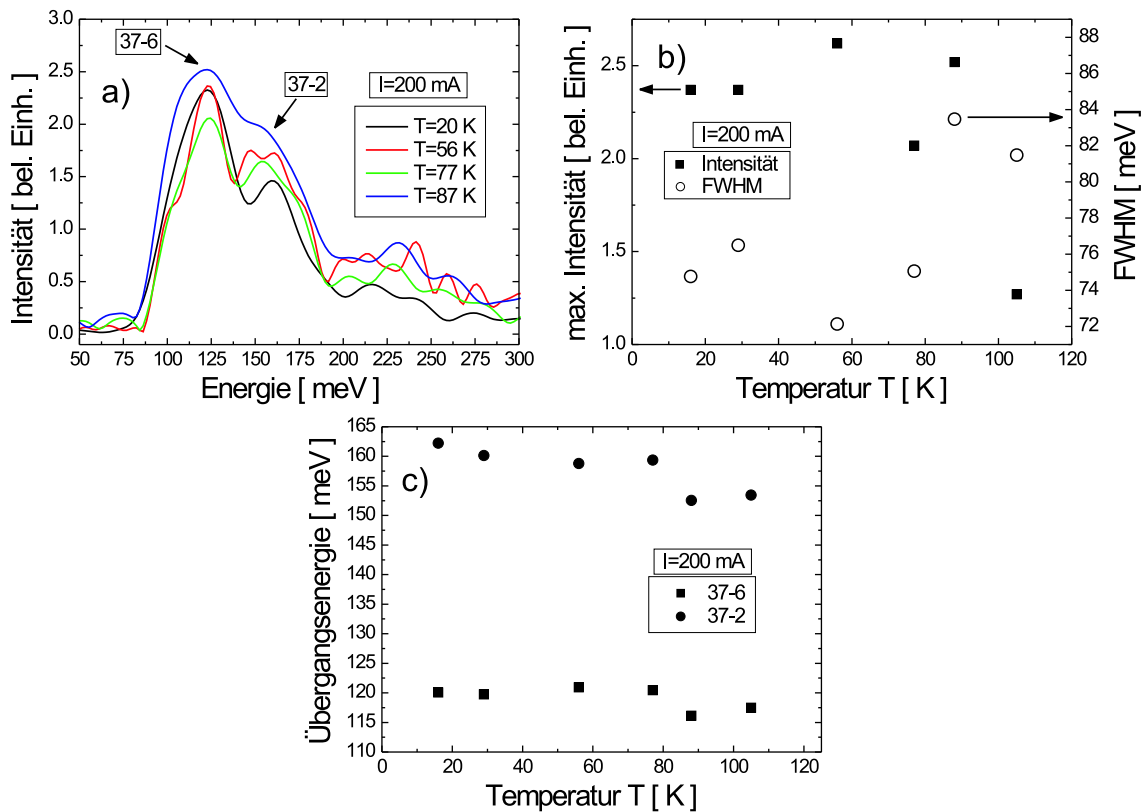 37-6
37-2
a)
I=200 mA
T=20 K
T=56 K
T=77 K
T=87 K
3.0
2.5
2.0
1.5
1.0
0.5
0.0
50 75 100 125 150 175 200 225 250 275 300
Intensität [ bel. Einh. ]
Energie [ meV ]
b)
I=200 mA
Intensität
FWHM
2.5
2.0
1.5
1.0
0 20 40 60 80 100 120
88
86
84
82
80
78
76
74
72
max. Intensität [ bel. Einh. ]
FWHM [ meV ]
Temperatur T [ K ]
c)
I=200 mA
37-6
37-2
165
160
155
150
145
140
135
130
125
120
115
110
0 20 40 60 80 100 120
Übergangsenergie [ meV ]
Temperatur T [ K ]